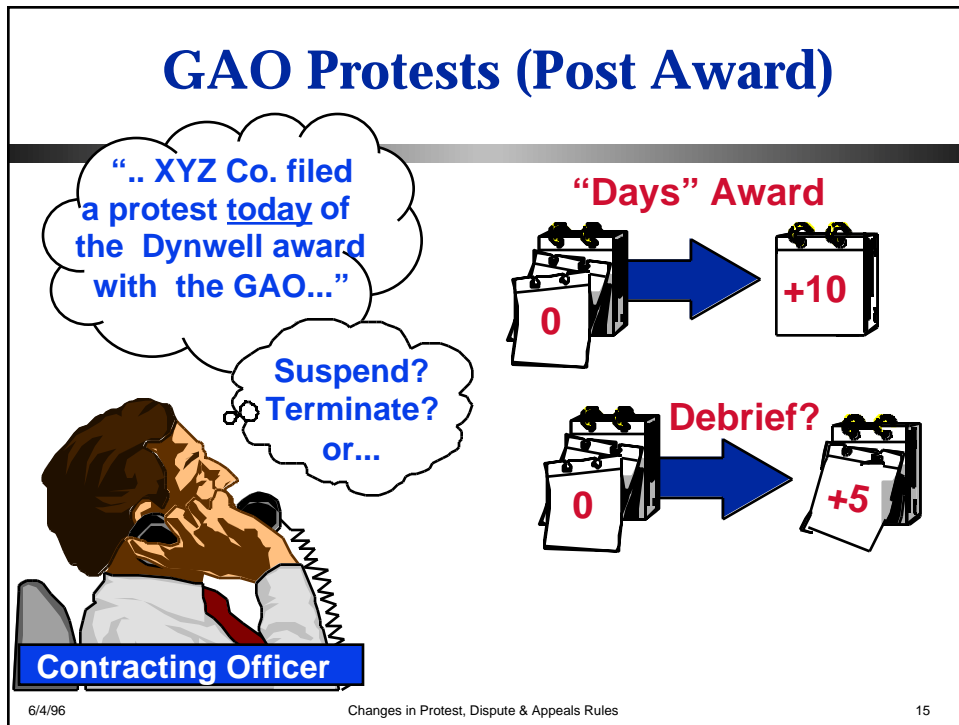 GAO Protests (Post Award)
“.. XYZ Co. filed
a protest today of
the Dynwell award
with the GAO...”
Suspend?
Terminate?
or...
Contracting Officer
“Days” Award
0
+10
Debrief?
0
+5
6/4/96
Changes in Protest, Dispute & Appeals Rules
15